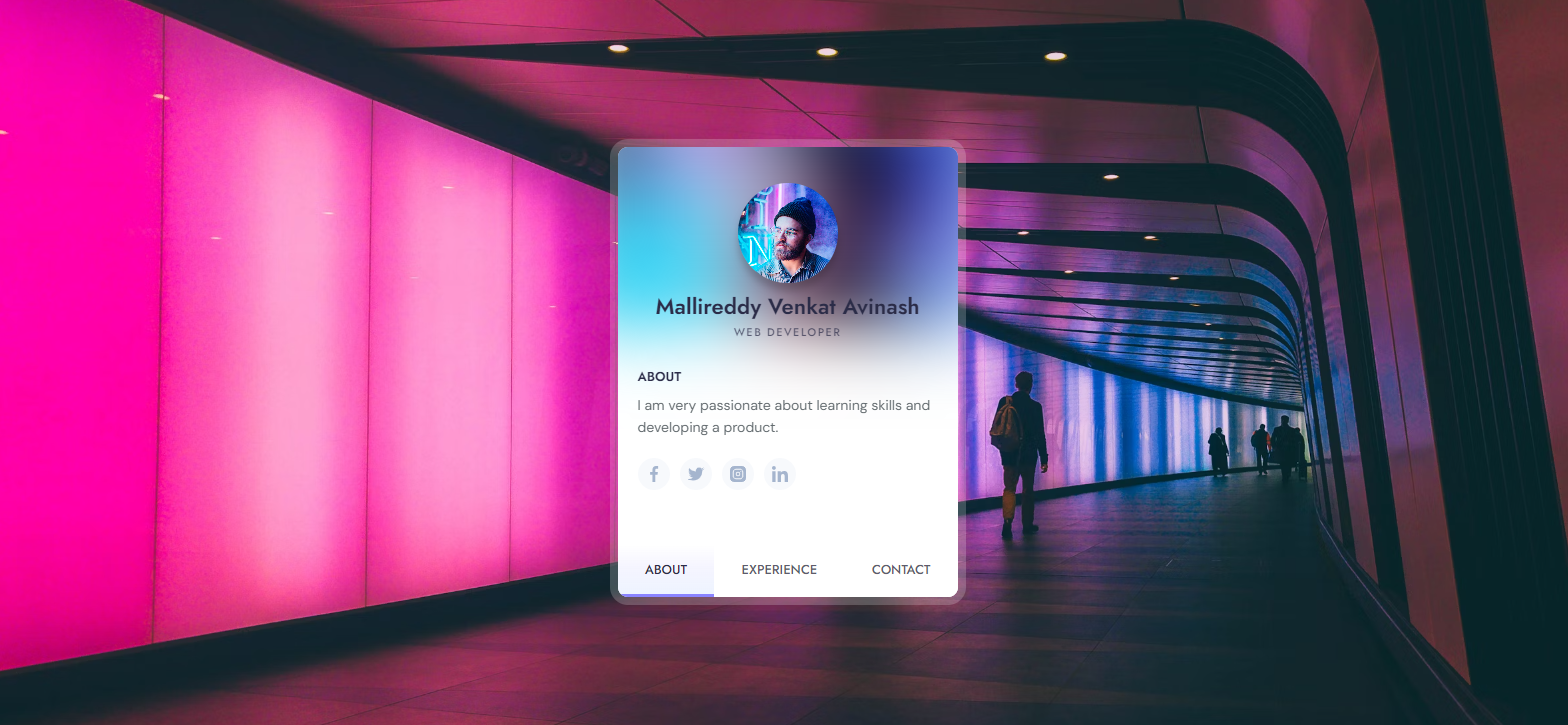 Mallireddy Venkat Avinash
WEB DEVELOPER
ABOUT
I am very passionate about learning skills and
developing a product.
ABOUT EXPERIENCE CONTACT